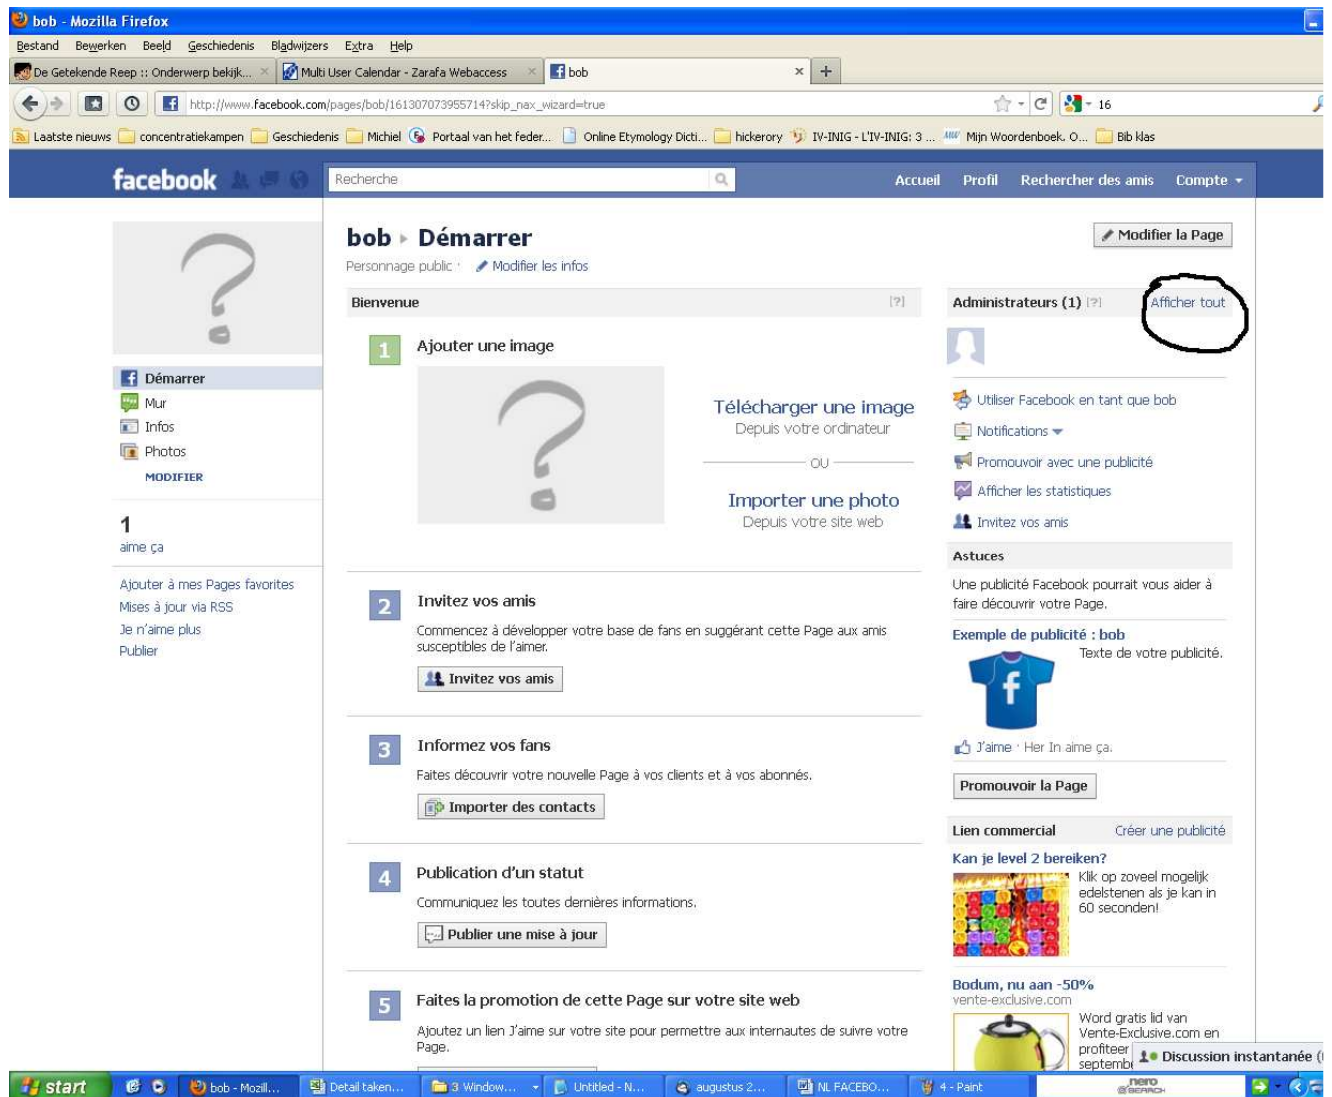 bob - Mozilla Firefox
Bestand Bewerken Beeld Geschiedenis Bladwijzers Extra Help
De Getekende Reep :: Onderwerp bekijk... Multi User Calendar - Zarafa Webaccess bob
http://www.facebook.com/pages/bob/161307073955714?skip_nax_wizard=true 16
Laatste nieuws concentratiekampen Geschiedenis Michiel Portaal van het feder... Online Etymology Dicti... hickerory IV-INIG - L'IV-INIG: 3 ... Mijn Woordenboek. O... Bib klas
facebook Recherche Accueil Profil Rechercher des amis Compte
bob Démarrer
Modifier la Page
Personnage public · Modifier les infos
Bienvenue [?]
Administrateurs (1) [?] Afficher tout
1 Ajouter une image
Télécharger une image
Depuis votre ordinateur
OU
Importer une photo
Depuis votre site web
Démarrer
Mur
Infos
Photos
MODIFIER
1
aime ça
Ajouter à mes Pages favorites
Mises à jour via RSS
Je n'aime plus
Publier
2 Invitez vos amis
Commencez à développer votre base de fans en suggérant cette Page aux amis
susceptibles de l'aimer.
Invitez vos amis
3 Informez vos fans
Faites découvrir votre nouvelle Page à vos clients et à vos abonnés.
Importer des contacts
4 Publication d'un statut
Communiquez les toutes dernières informations.
Publier une mise à jour
5 Faites la promotion de cette Page sur votre site web
Ajoutez un lien J'aime sur votre site pour permettre aux internautes de suivre votre
Page.
Utiliser Facebook en tant que bob
Notifications
Promouvoir avec une publicité
Afficher les statistiques
Invitez vos amis
Astuces
Une publicité Facebook pourrait vous aider à
faire découvrir votre Page.
Exemple de publicité : bob
Texte de votre publicité.
f
J'aime · Her In aime ça.
Promouvoir la Page
Lien commercial Créer une publicité
Kan je level 2 bereiken?
Klik op zoveel mogelijk
edelstenen als je kan in
60 seconden!
Bodum, nu aan -50%
vente-exclusive.com
Word gratis lid van
Vente-Exclusive.com en
profiteer
septemb
Discussion instantanée (
start bob - Mozill... Detail taken... 3 Window... Untitled - N... augustus 2... NL FACEBO... 4 - Paint nero SEARCH